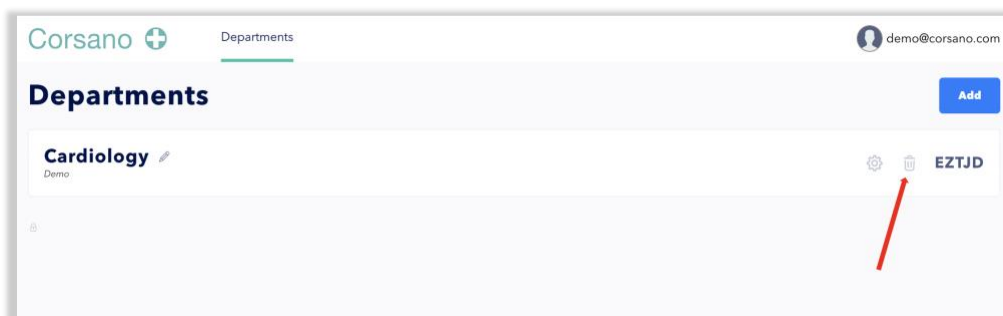 Corsano
Departments
demo@corsano.com
Departments
Add
Cardiology
Demo
EZTJD